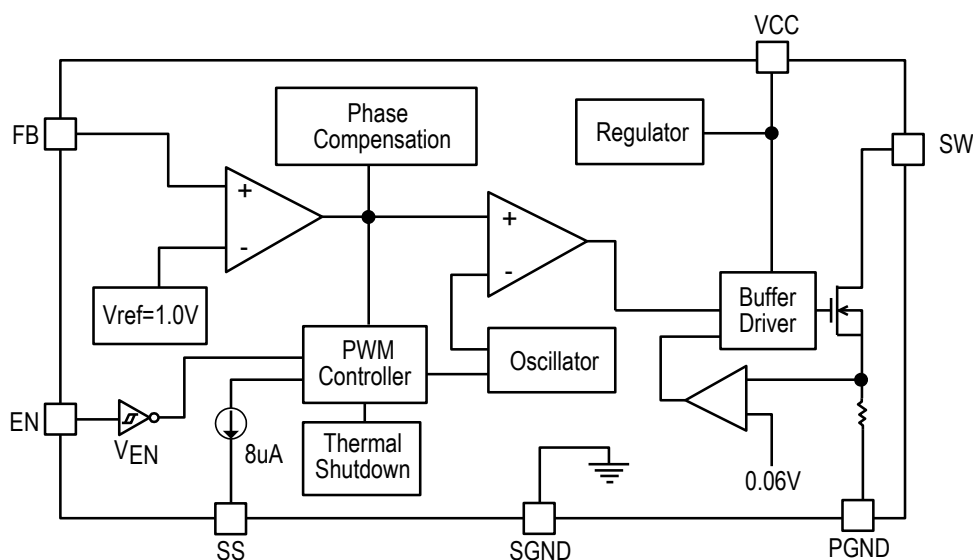 VCC
FB
Phase
Compensation
Regulator
SW
+
-
+
-
Vref=1.0V
Buffer
Driver
PWM
Controller
Oscillator
EN
VEN
8uA
Thermal
Shutdown
0.06V
SS
SGND
PGND